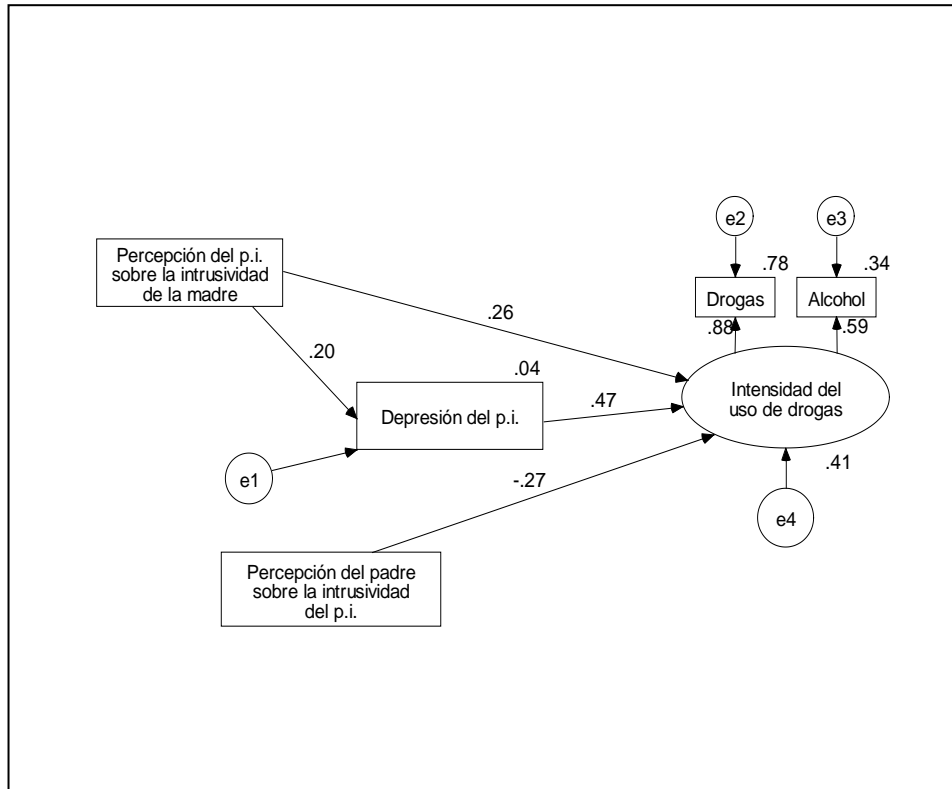 e2
e3
Percepción del p.i.
sobre la intrusividad
de la madre
.78
.34
Drogas
Alcohol
.26
.88
.59
.20
.04
Intensidad del
uso de drogas
Depresión del p.i.
.47
.41
e1
-.27
e4
Percepción del padre
sobre la intrusividad
del p.i.